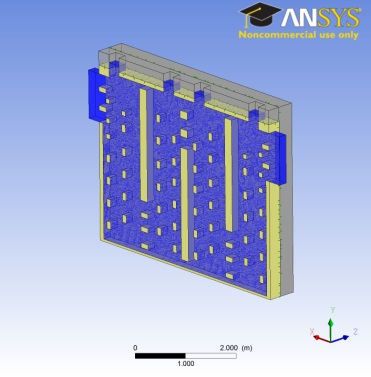 ANSYS
Noncommercial use only
Y
X
Z
0
2.000 (m)
1.000